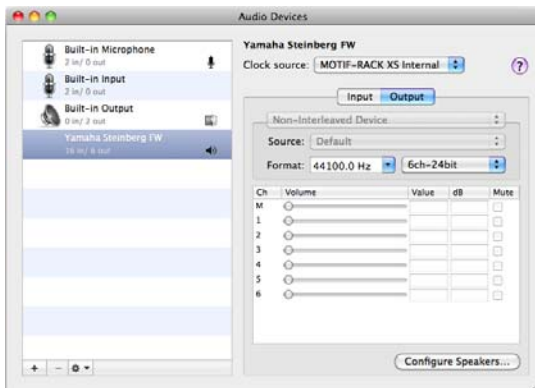 Audio Devices
Built-in Microphone
2 in/ 0 out
Built-in Input
2 in/ 0 out
Built-in Output
0 in/ 2 out
Yamaha Steinberg FW
16 in/ 6 out
Yamaha Steinberg FW
Clock source: MOTIF-RACK XS Internal
?
Input Output
Non-Interleaved Device
Source: Default
Format: 44100.0 Hz 6ch-24bit
Ch Volume Value dB Mute
M
1
2
3
4
5
6
+ −
Configure Speakers...